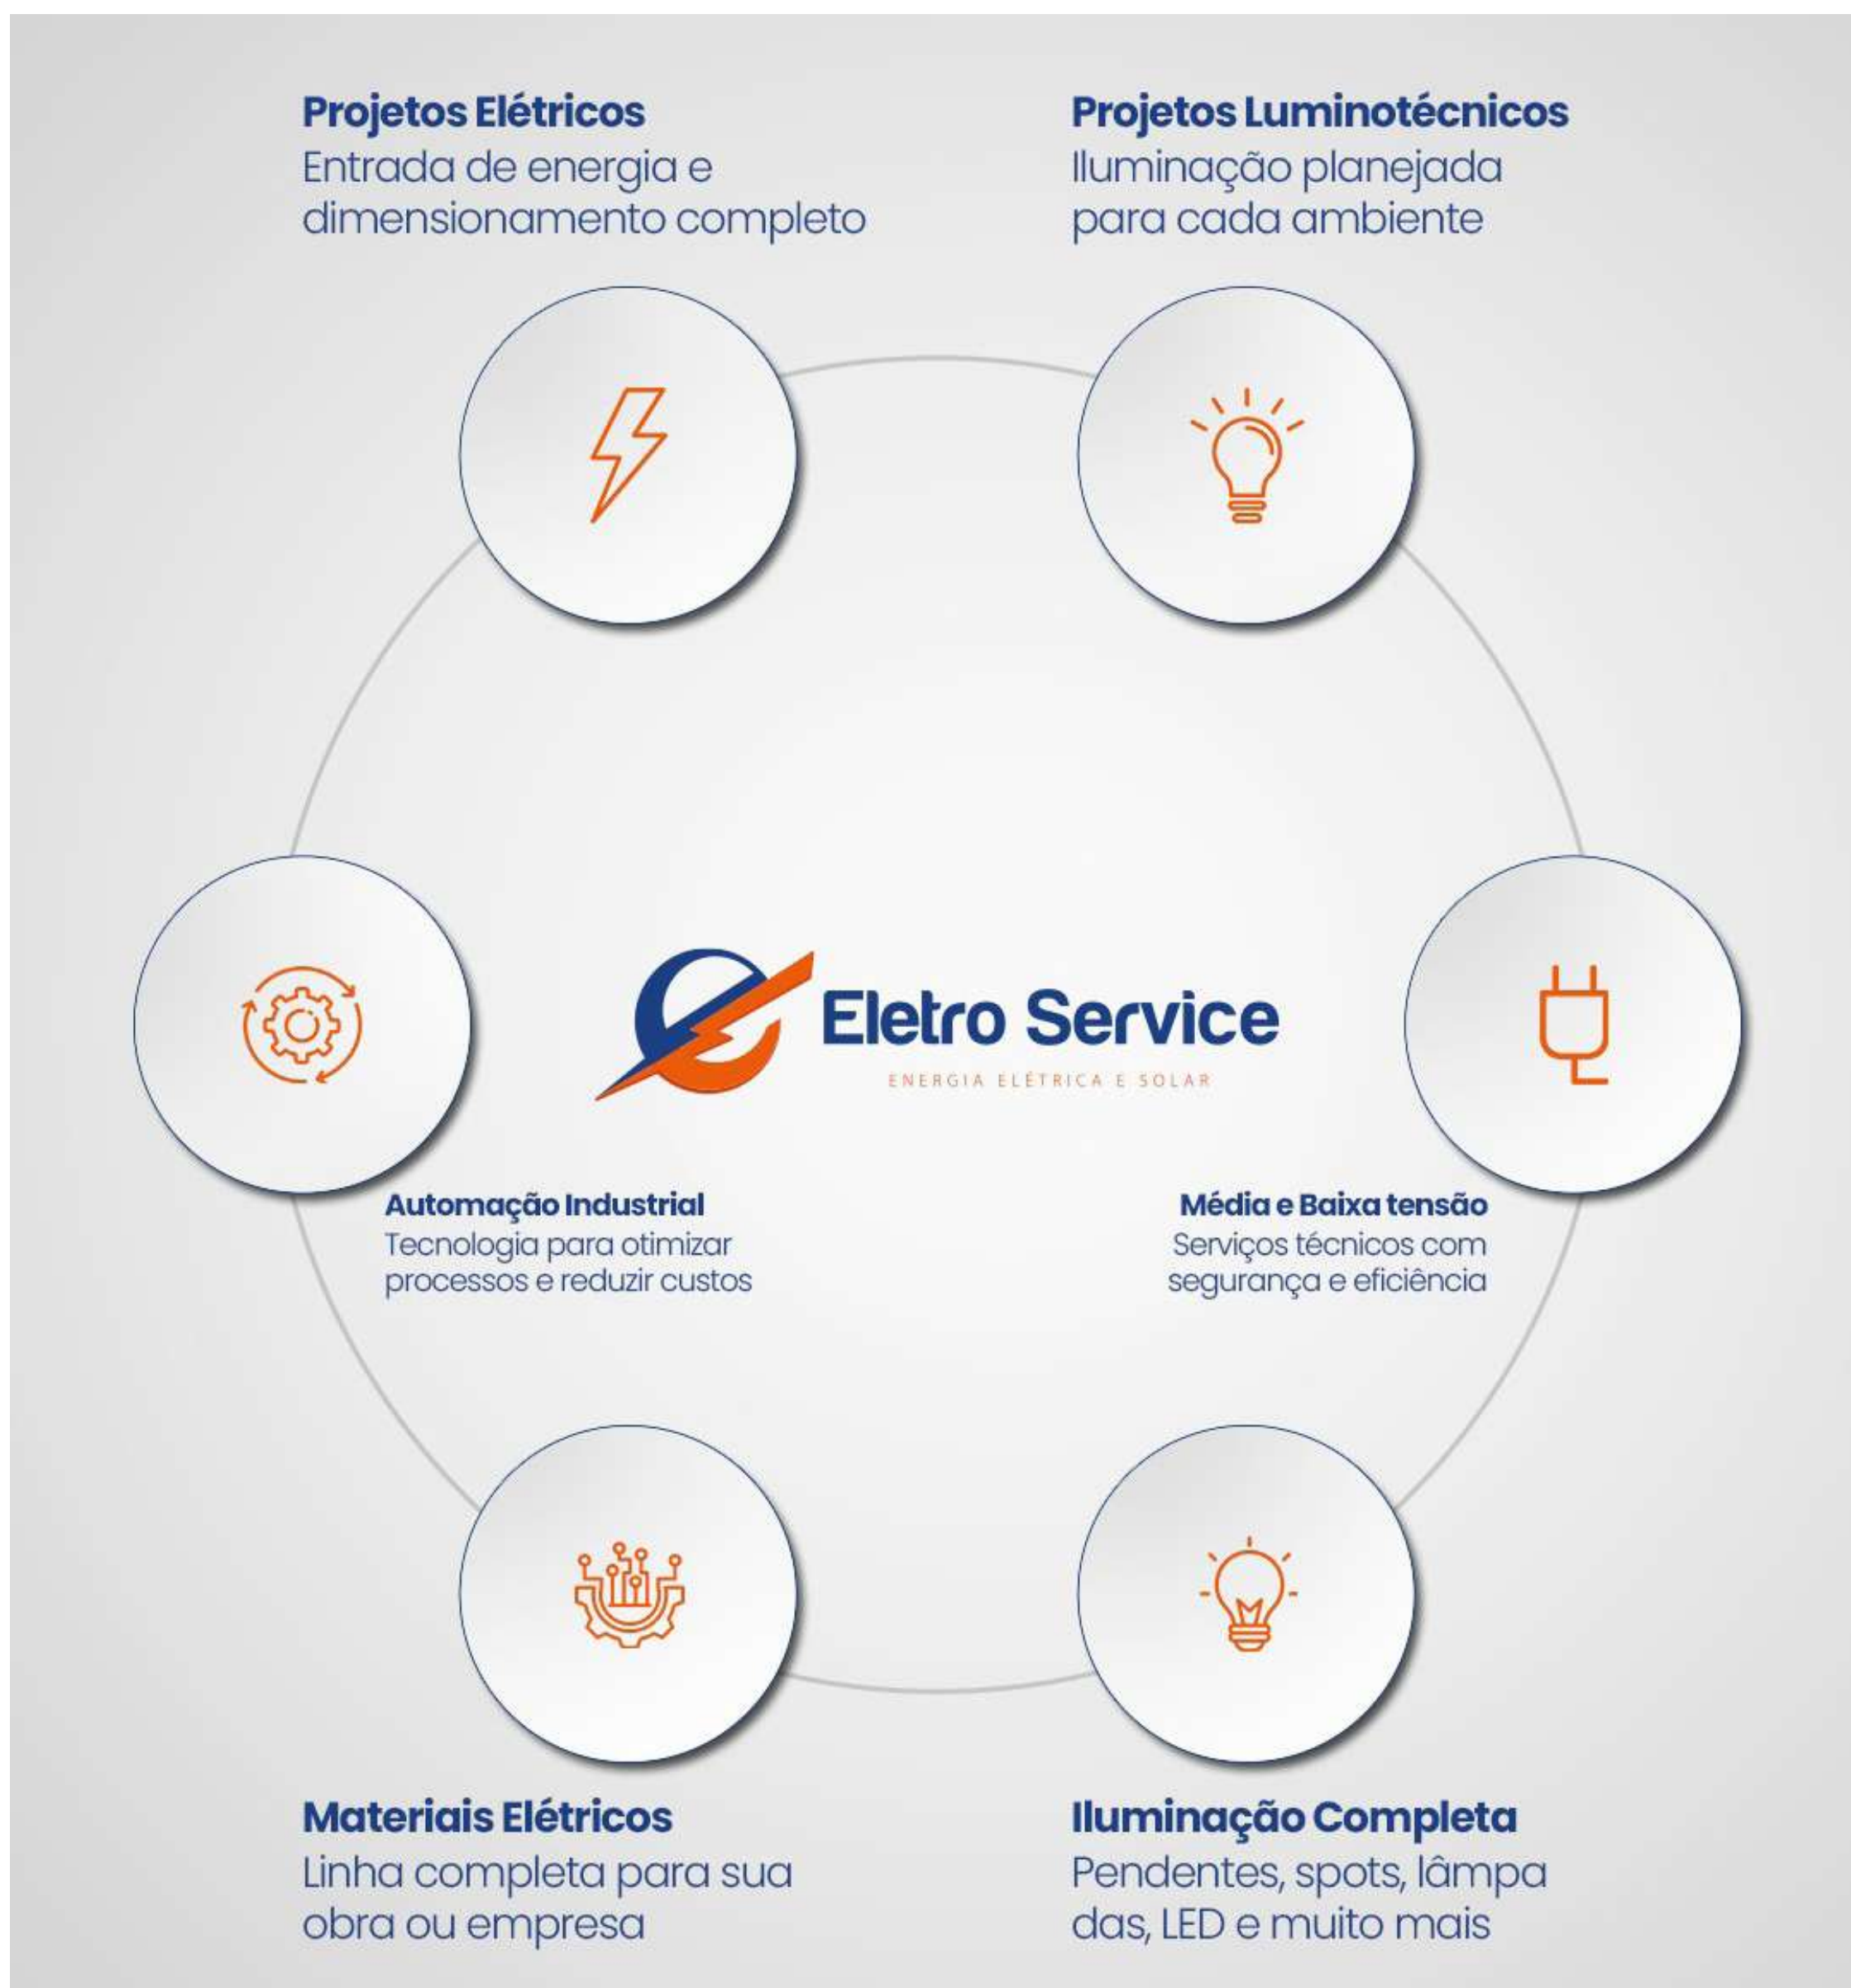 Projetos Elétricos
Entrada de energia e
dimensionamento completo
Projetos Luminotécnicos
Iluminação planejada
para cada ambiente
Eletro Service
ENERGIA ELÉTRICA E SOLAR
Automação Industrial
Tecnologia para otimizar
processos e reduzir custos
Média e Baixa tensão
Serviços técnicos com
segurança e eficiência
Materiais Elétricos
Linha completa para sua
obra ou empresa
Iluminação Completa
Pendentes, spots, lâmpa
das, LED e muito mais